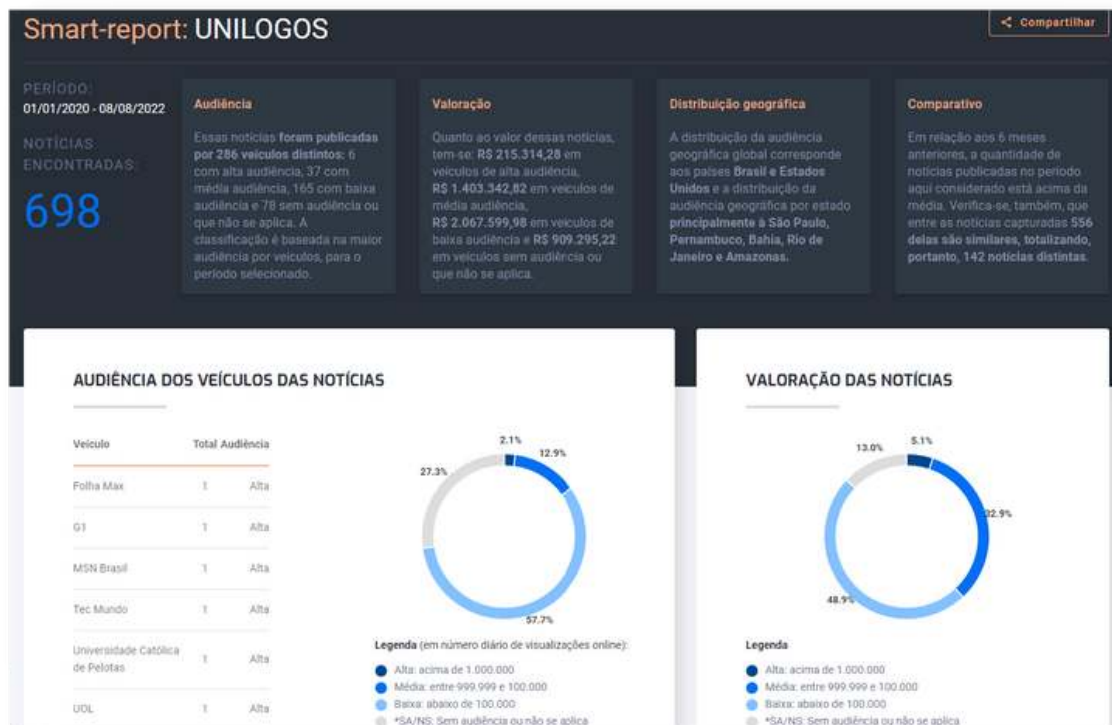 Smart-report: UNILOGOS
Compartilhar
PERÍODO:
01/01/2020 - 08/08/2022
NOTÍCIAS
ENCONTRADAS:
698
Audiência
Essas notícias foram publicadas
por 286 veículos distintos: 6
com alta audiência, 37 com
média audiência, 165 com baixa
audiência e 78 sem audiência ou
que não se aplica. A
classificação é baseada na maior
audiência por veículos, para o
período selecionado.
Valoração
Quanto ao valor dessas notícias,
tem-se: R$ 215.314,28 em
veículos de alta audiência,
R$ 1.403.342,82 em veículos de
média audiência,
R$ 2.067.599,98 em veículos de
baixa audiência e R$ 909.295,22
em veículos sem audiência ou
que não se aplica.
Distribuição geográfica
A distribuição da audiência
geográfica global corresponde
aos países Brasil e Estados
Unidos e a distribuição da
audiência geográfica por estado
principalmente à São Paulo,
Pernambuco, Bahia, Rio de
Janeiro e Amazonas.
Comparativo
Em relação aos 6 meses
anteriores, a quantidade de
notícias publicadas no período
aqui considerado está acima da
média. Verifica-se, também, que
entre as notícias capturadas 556
delas são similares, totalizando,
portanto, 142 notícias distintas.
AUDIÊNCIA DOS VEÍCULOS DAS NOTÍCIAS
Veículo Total Audiência
Folha Max 1 Alta
G1 1 Alta
MSN Brasil 1 Alta
Tec Mundo 1 Alta
Universidade Católica
de Pelotas 1 Alta
UOL 1 Alta
2.1%
12.9%
27.3%
57.7%
Legenda (em número diário de visualizações online):
Alta: acima de 1.000.000
Média: entre 999.999 e 100.000
Baixa: abaixo de 100.000
*SA/NS: Sem audiência ou não se aplica
VALORAÇÃO DAS NOTÍCIAS
5.1%
13.0%
32.9%
48.9%
Legenda
Alta: acima de 1.000.000
Média: entre 999.999 e 100.000
Baixa: abaixo de 100.000
*SA/NS: Sem audiência ou não se aplica